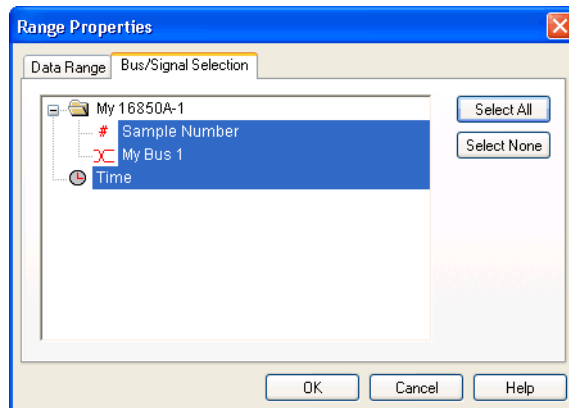 Range Properties
Data Range Bus/Signal Selection
My 16850A-1
# Sample Number
My Bus 1
Time
Select All
Select None
OK Cancel Help